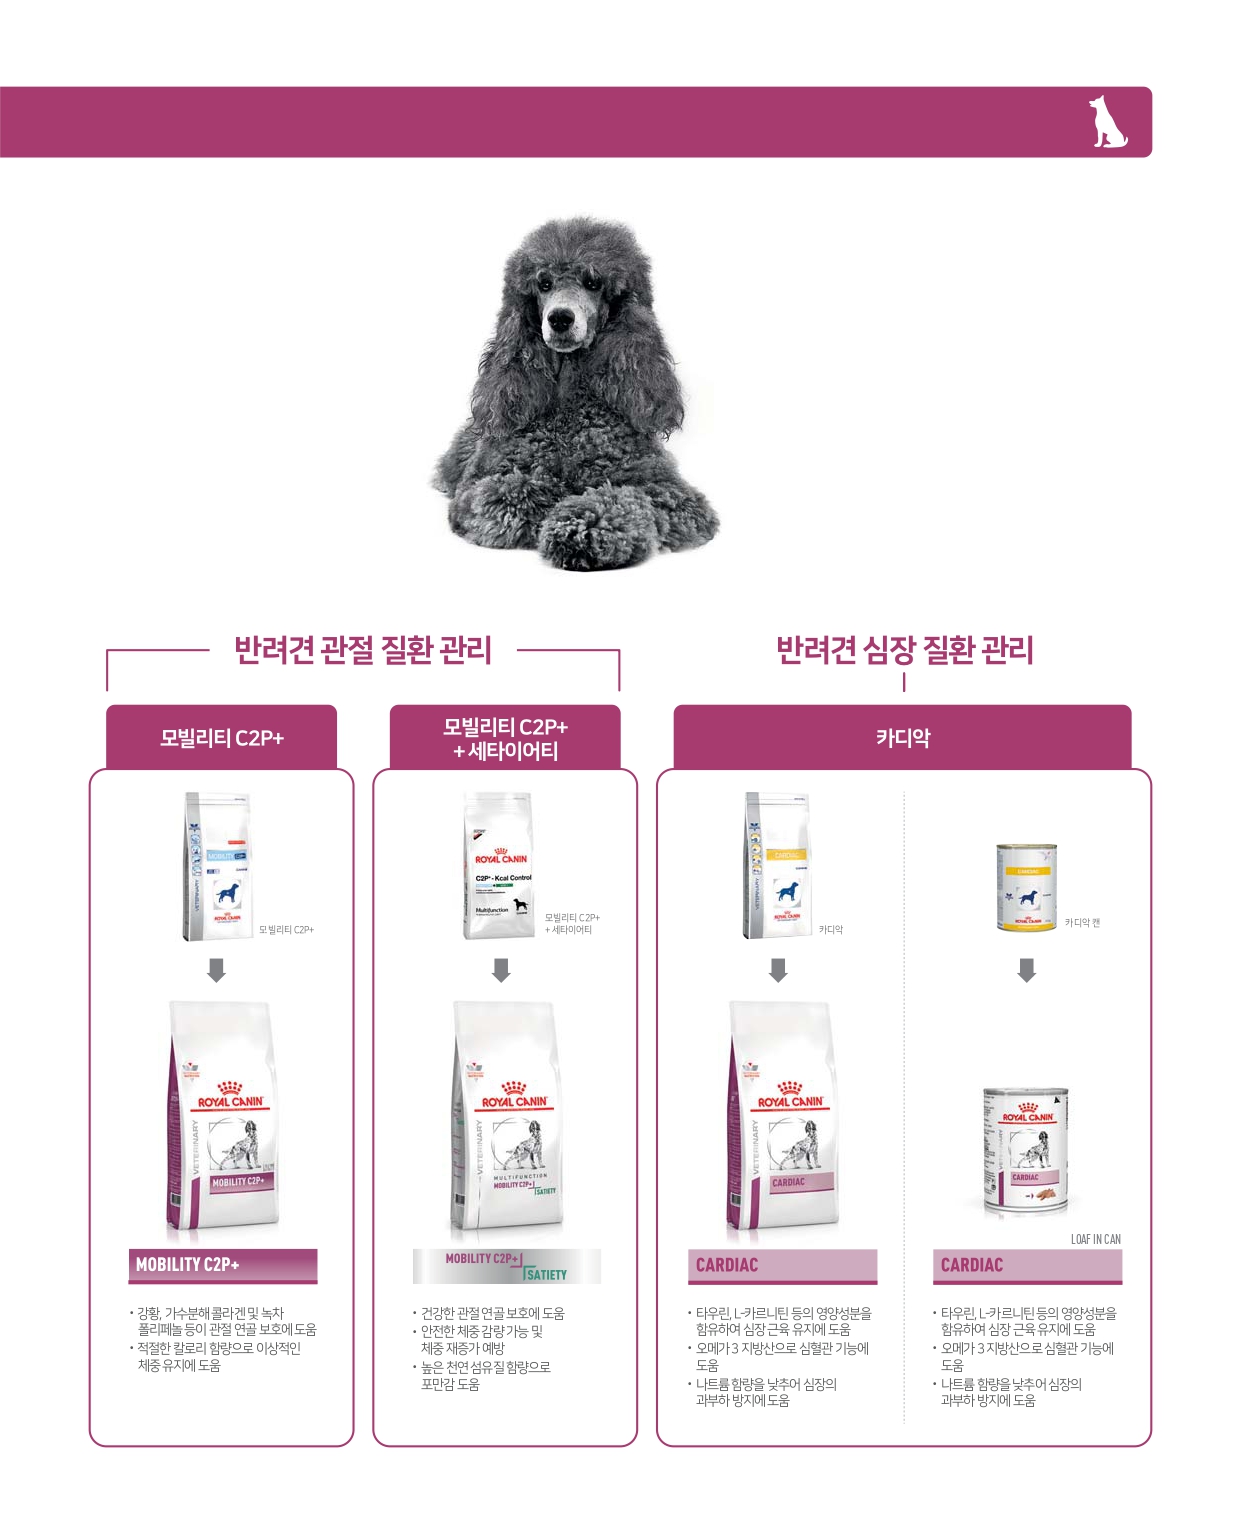 반려견 관절 질환 관리
모빌리티 C2P+
MOBILITY C2P+
VETERINARY
ROYAL CANIN
모빌리티 C2P+
ROYAL CANIN
VETERINARY
MOBILITY C2P+
MOBILITY C2P+
• 강황, 가수분해 콜라겐 및 녹차
폴리페놀 등이 관절 연골 보호에 도움
• 적절한 칼로리 함량으로 이상적인
체중 유지에 도움
모빌리티 C2P+
+ 세타이어티
ROYAL CANIN
C2P+ - Kcal Control
Multifunction
모빌리티 C2P+
+ 세타이어티
ROYAL CANIN
VETERINARY
MULTIFUNCTION
MOBILITY C2P+
SATIETY
MOBILITY C2P+
SATIETY
• 건강한 관절 연골 보호에 도움
• 안전한 체중 감량 가능 및
체중 재증가 예방
• 높은 천연 섬유질 함량으로
포만감 도움
반려견 심장 질환 관리
카디악
CARDIAC
VETERINARY
ROYAL CANIN
카디악
ROYAL CANIN
VETERINARY
CARDIAC
CARDIAC
• 타우린, L-카르니틴 등의 영양성분을
함유하여 심장 근육 유지에 도움
• 오메가 3 지방산으로 심혈관 기능에
도움
• 나트륨 함량을 낮추어 심장의
과부하 방지에 도움
CARDIAC
ROYAL CANIN
카디악 캔
ROYAL CANIN
VETERINARY
CARDIAC
LOAF IN CAN
CARDIAC
• 타우린, L-카르니틴 등의 영양성분을
함유하여 심장 근육 유지에 도움
• 오메가 3 지방산으로 심혈관 기능에
도움
• 나트륨 함량을 낮추어 심장의
과부하 방지에 도움